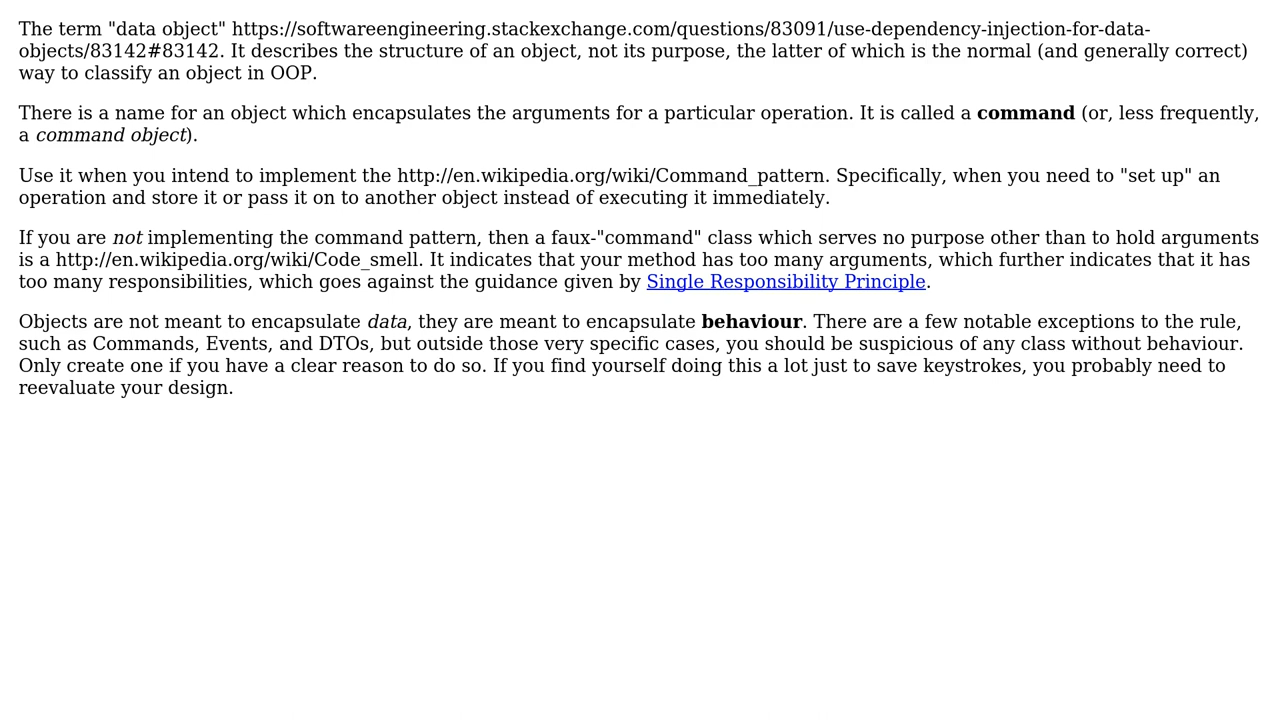 The term "data object" https://softwareengineering.stackexchange.com/questions/83091/use-dependency-injection-for-data-
objects/83142#83142. It describes the structure of an object, not its purpose, the latter of which is the normal (and generally correct)
way to classify an object in OOP.
There is a name for an object which encapsulates the arguments for a particular operation. It is called a command (or, less frequently,
a command object).
Use it when you intend to implement the http://en.wikipedia.org/wiki/Command_pattern. Specifically, when you need to "set up" an
operation and store it or pass it on to another object instead of executing it immediately.
If you are not implementing the command pattern, then a faux-"command" class which serves no purpose other than to hold arguments
is a http://en.wikipedia.org/wiki/Code_smell. It indicates that your method has too many arguments, which further indicates that it has
too many responsibilities, which goes against the guidance given by Single Responsibility Principle.
Objects are not meant to encapsulate data, they are meant to encapsulate behaviour. There are a few notable exceptions to the rule,
such as Commands, Events, and DTOs, but outside those very specific cases, you should be suspicious of any class without behaviour.
Only create one if you have a clear reason to do so. If you find yourself doing this a lot just to save keystrokes, you probably need to
reevaluate your design.